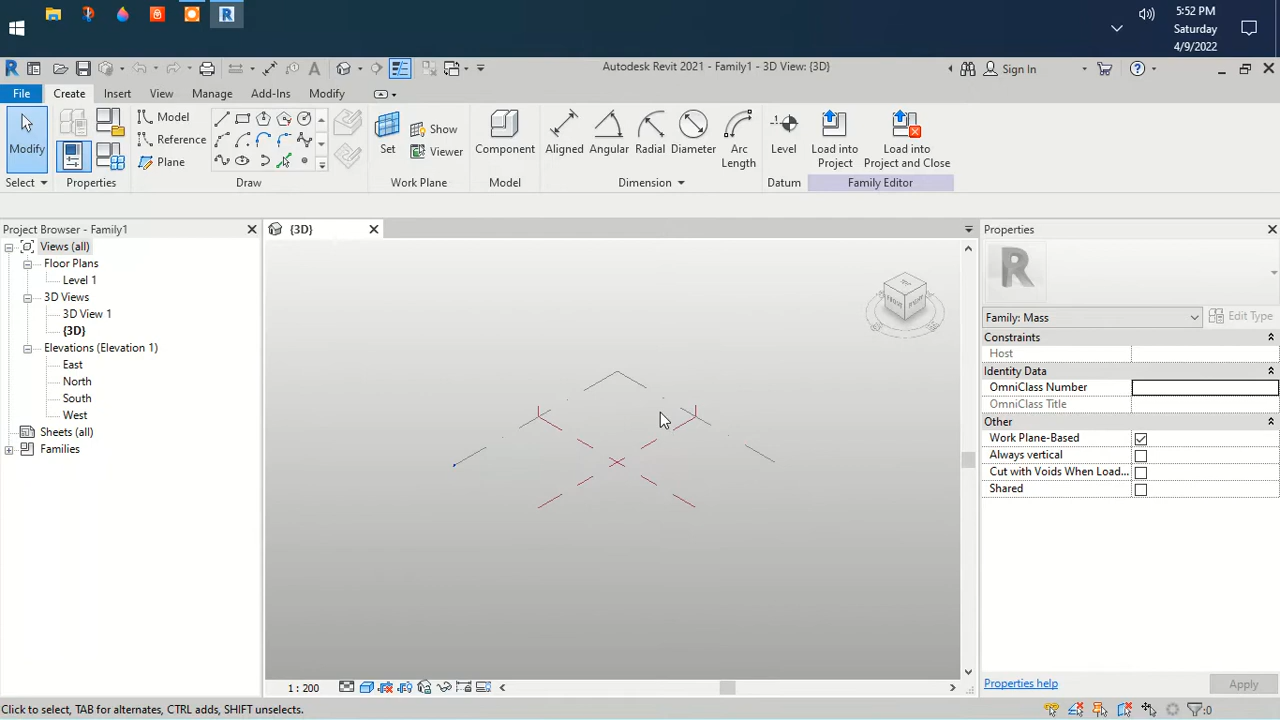 5:52 PM
Saturday
4/9/2022
Autodesk Revit 2021 - Family1 - 3D View: {3D}
Sign In
File
Create
Insert
View
Manage
Add-Ins
Modify
Modify
Model
Reference
Plane
Set
Show
Viewer
Component
Aligned
Angular
Radial
Diameter
Arc
Length
Level
Load into
Project
Load into
Project and Close
Select
Properties
Draw
Work Plane
Model
Dimension
Datum
Family Editor
Project Browser - Family1
Views (all)
Floor Plans
Level 1
3D Views
3D View 1
{3D}
Elevations (Elevation 1)
East
North
South
West
Sheets (all)
Families
{3D}
TOP
FRONT
RIGHT
1 : 200
Properties
R
Family: Mass
Edit Type
Constraints
Host
Identity Data
OmniClass Number
OmniClass Title
Other
Work Plane-Based
Always vertical
Cut with Voids When Load...
Shared
Properties help
Apply
Click to select, TAB for alternates, CTRL adds, SHIFT unselects.
:0